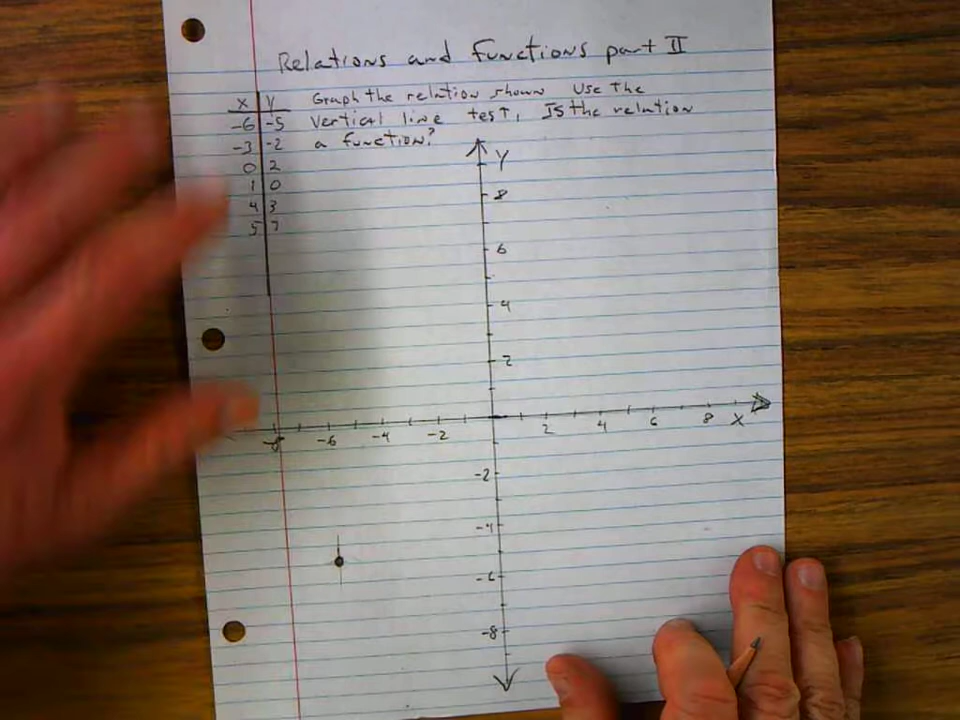 Relations and Functions part II
x y Graph the relation shown Use the
-6 -5 Vertical line test, Is the relation
-3 -2 a function?
0 2
1 0
4 3
5 7
Y
8
6
4
2
-6 -4 -2 2 4 6 8 X
-2
-4
-6
-8